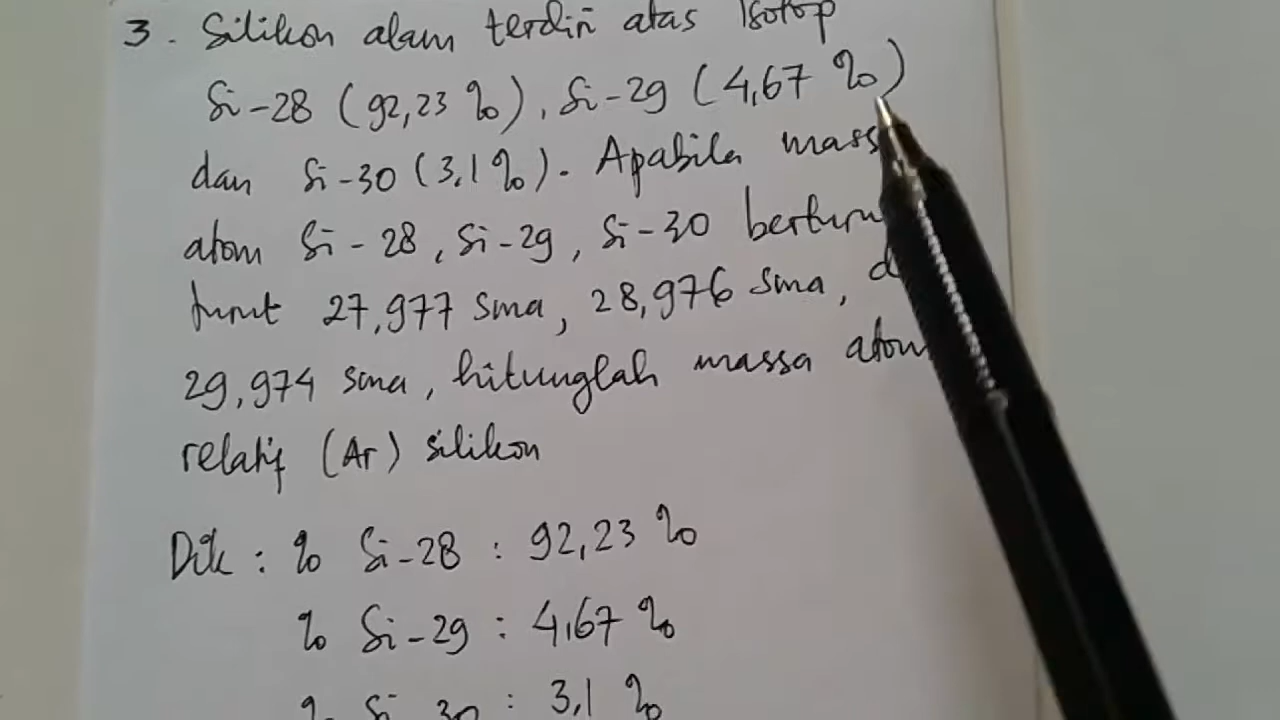 3. Silikon alam terdiri atas Isotop
Si-28 (92,23 %), Si-29 (4,67 %)
dan Si-30 (3,1 %). Apabila mass
atom Si-28, Si-29, Si-30 bertur
turut 27,977 sma, 28,976 sma, d
29,974 sma, hitunglah massa atom
relatif (Ar) silikon
Dik : % Si-28 : 92,23 %
% Si-29 : 4,67 %
% Si 30 : 3,1 %